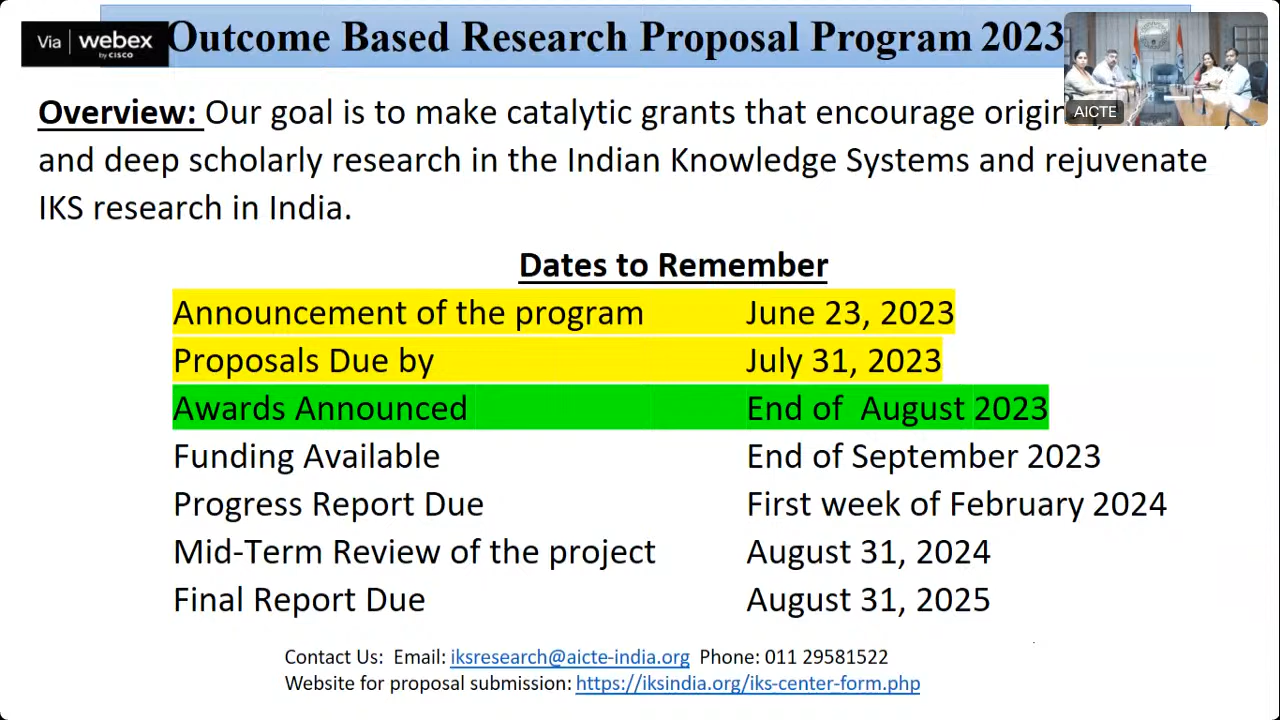 Via | webex
by CISCO
Outcome Based Research Proposal Program 2023
AICTE
Overview: Our goal is to make catalytic grants that encourage
and deep scholarly research in the Indian Knowledge Systems and rejuvenate
IKS research in India.
Dates to Remember
Announcement of the program June 23, 2023
Proposals Due by July 31, 2023
Awards Announced End of August 2023
Funding Available End of September 2023
Progress Report Due First week of February 2024
Mid-Term Review of the project August 31, 2024
Final Report Due August 31, 2025
Contact Us: Email: iksresearch@aicte-india.org Phone: 011 29581522
Website for proposal submission: https://iksindia.org/iks-center-form.php